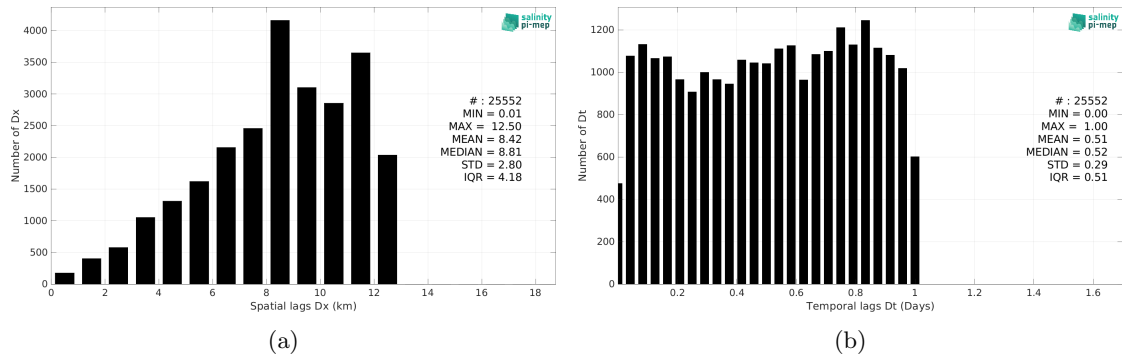 salinity
pi-mep
4000
3500
3000
2500
2000
1500
1000
500
0
Number of Dx
# : 25552
MIN = 0.01
MAX = 12.50
MEAN = 8.42
MEDIAN = 8.81
STD = 2.80
IQR = 4.18
0 2 4 6 8 10 12 14 16 18
Spatial lags Dx (km)
(a)
salinity
pi-mep
1200
1000
800
600
400
200
0
Number of Dt
# : 25552
MIN = 0.00
MAX = 1.00
MEAN = 0.51
MEDIAN = 0.52
STD = 0.29
IQR = 0.51
0.2 0.4 0.6 0.8 1 1.2 1.4 1.6
Temporal lags Dt (Days)
(b)